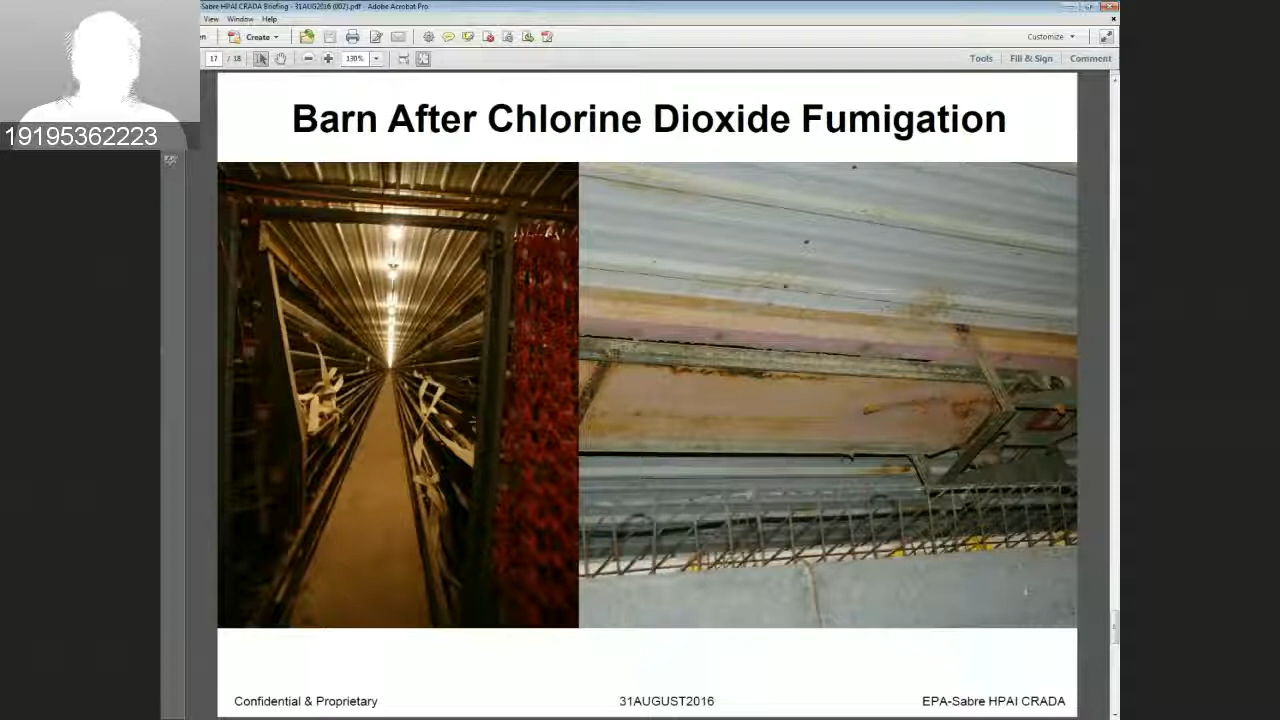 Sabre HPAI CRADA Briefing - 31AUG2016 (002).pdf - Adobe Acrobat Pro
View Window Help
Create
Customize
17 / 18
130%
Tools Fill & Sign Comment
19195362223
Barn After Chlorine Dioxide Fumigation
Confidential & Proprietary 31AUGUST2016 EPA-Sabre HPAI CRADA